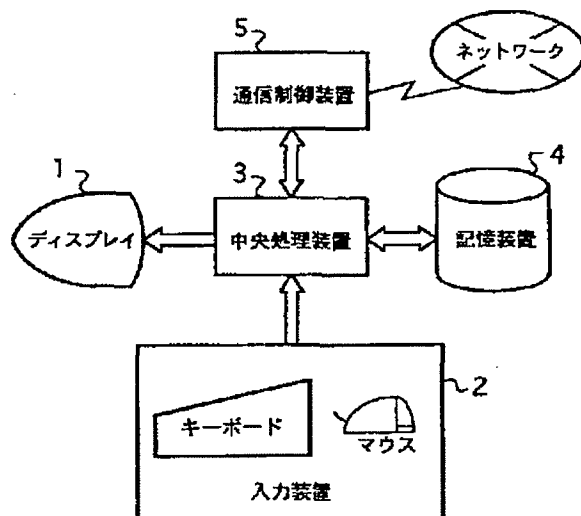 5
ネットワーク
通信制御装置
1
3
4
ディスプレイ
中央処理装置
記憶装置
2
キーボード
マウス
入力装置